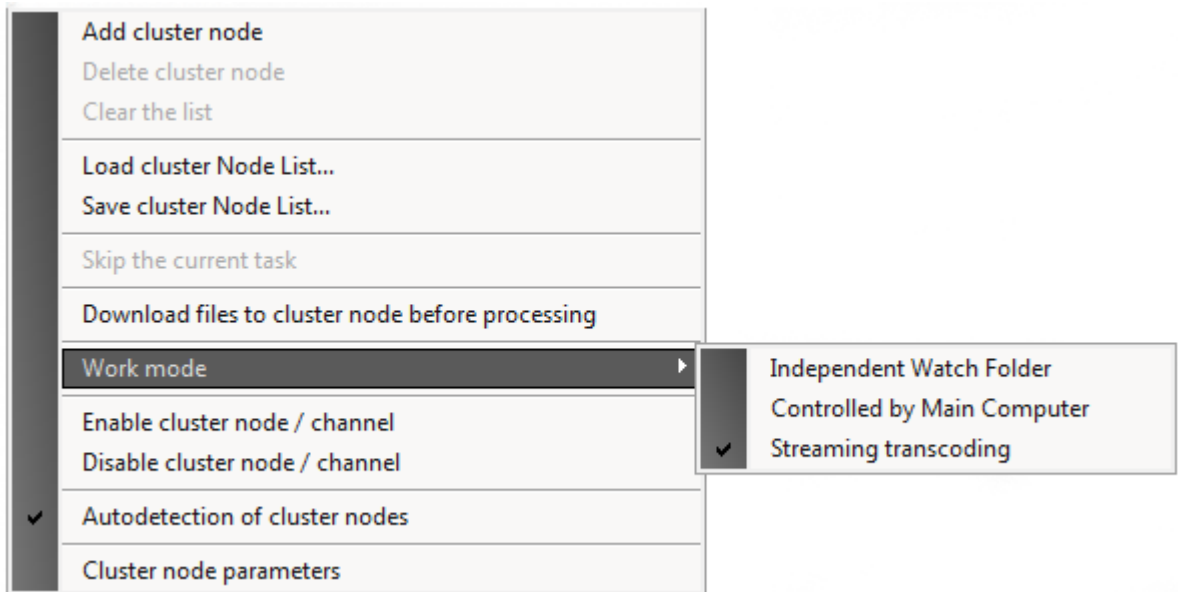 Add cluster node
Delete cluster node
Clear the list
Load cluster Node List...
Save cluster Node List...
Skip the current task
Download files to cluster node before processing
Work mode
Independent Watch Folder
Controlled by Main Computer
Streaming transcoding
Enable cluster node / channel
Disable cluster node / channel
Autodetection of cluster nodes
Cluster node parameters